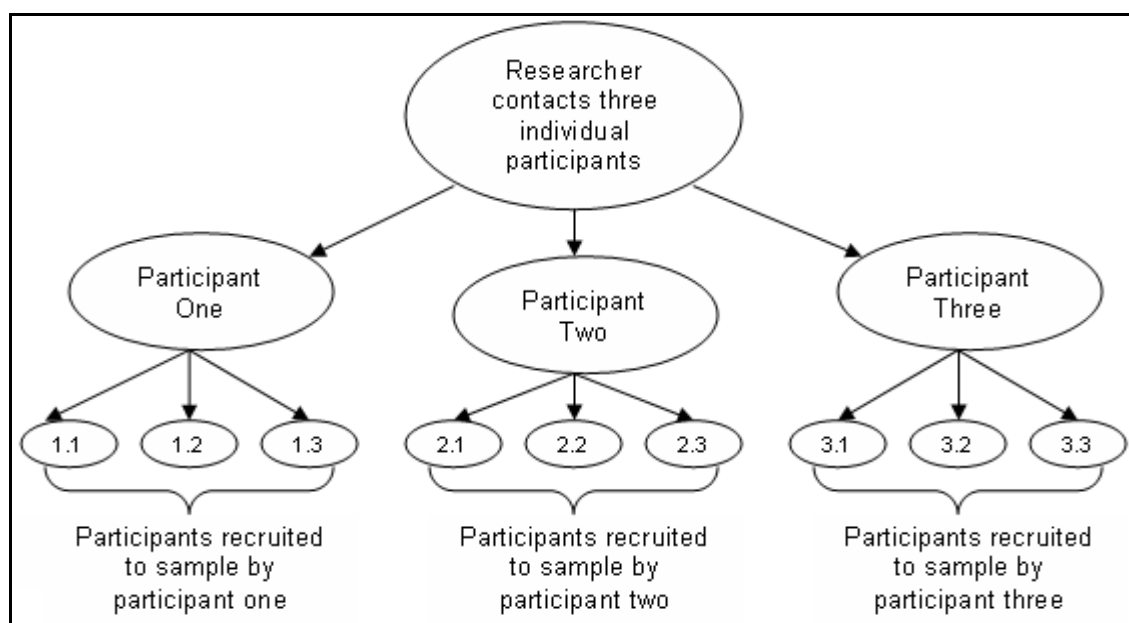 Researcher
contacts three
individual
participants
Participant
One
Participant
Two
Participant
Three
1.1
1.2
1.3
2.1
2.2
2.3
3.1
3.2
3.3
Participants recruited
to sample by
participant one
Participants recruited
to sample by
participant two
Participants recruited
to sample by
participant three